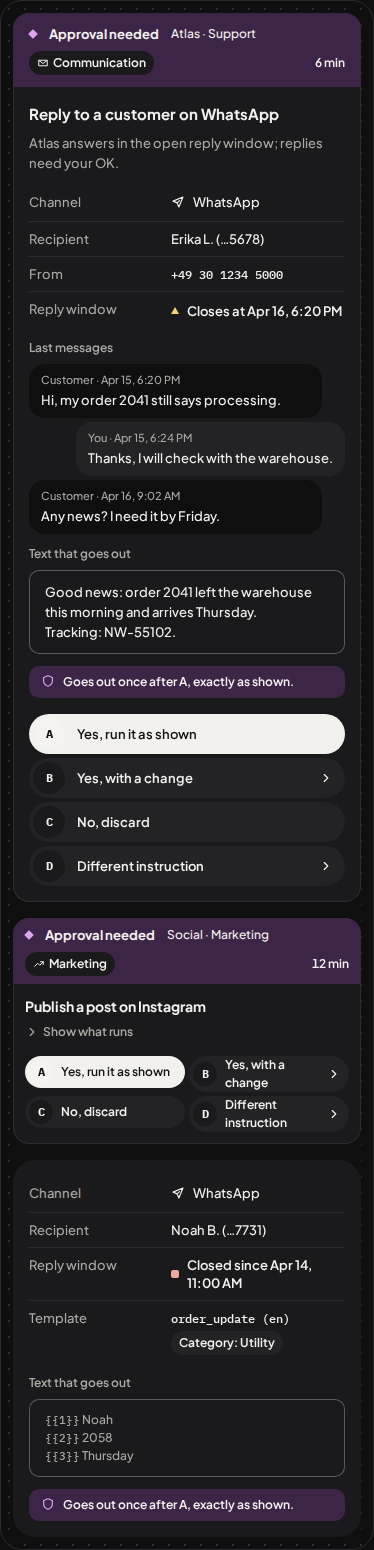 Approval needed Atlas · Support
Communication 6 min
Reply to a customer on WhatsApp
Atlas answers in the open reply window; replies
need your OK.
Channel WhatsApp
Recipient Erika L. (…5678)
From +49 30 1234 5000
Reply window Closes at Apr 16, 6:20 PM
Last messages
Customer · Apr 15, 6:20 PM
Hi, my order 2041 still says processing.
You · Apr 15, 6:24 PM
Thanks, I will check with the warehouse.
Customer · Apr 16, 9:02 AM
Any news? I need it by Friday.
Text that goes out
Good news: order 2041 left the warehouse
this morning and arrives Thursday.
Tracking: NW-55102.
Goes out once after A, exactly as shown.
A Yes, run it as shown
B Yes, with a change
C No, discard
D Different instruction
Approval needed Social · Marketing
Marketing 12 min
Publish a post on Instagram
Show what runs
A Yes, run it as shown
B Yes, with a
change
C No, discard
D Different
instruction
Channel WhatsApp
Recipient Noah B. (…7731)
Reply window Closed since Apr 14,
11:00 AM
Template order_update (en)
Category: Utility
Text that goes out
{{1}} Noah
{{2}} 2058
{{3}} Thursday
Goes out once after A, exactly as shown.